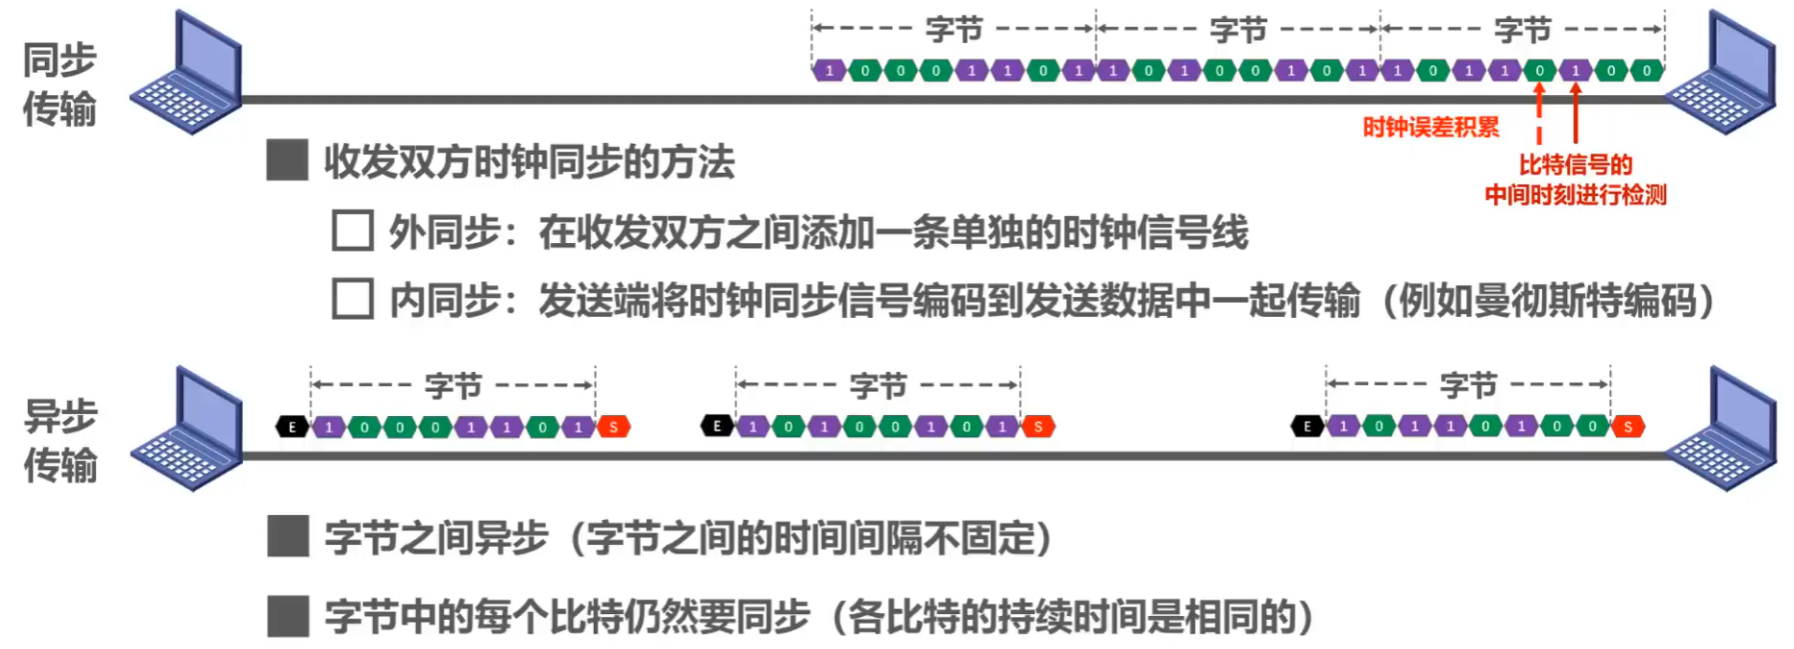 同步
传输
字节 字节 字节
1 0 0 0 1 1 0 1 1 0 1 0 0 1 0 1 1 0 1 1 0 1 0 0
时钟误差积累
比特信号的
中间时刻进行检测
收发双方时钟同步的方法
外同步：在收发双方之间添加一条单独的时钟信号线
内同步：发送端将时钟同步信号编码到发送数据中一起传输（例如曼彻斯特编码）
异步
传输
字节 字节 字节
E 1 0 0 0 1 1 0 1 S E 1 0 1 0 0 1 0 1 S E 1 0 1 1 0 1 0 0 S
字节之间异步（字节之间的时间间隔不固定）
字节中的每个比特仍然要同步（各比特的持续时间是相同的）